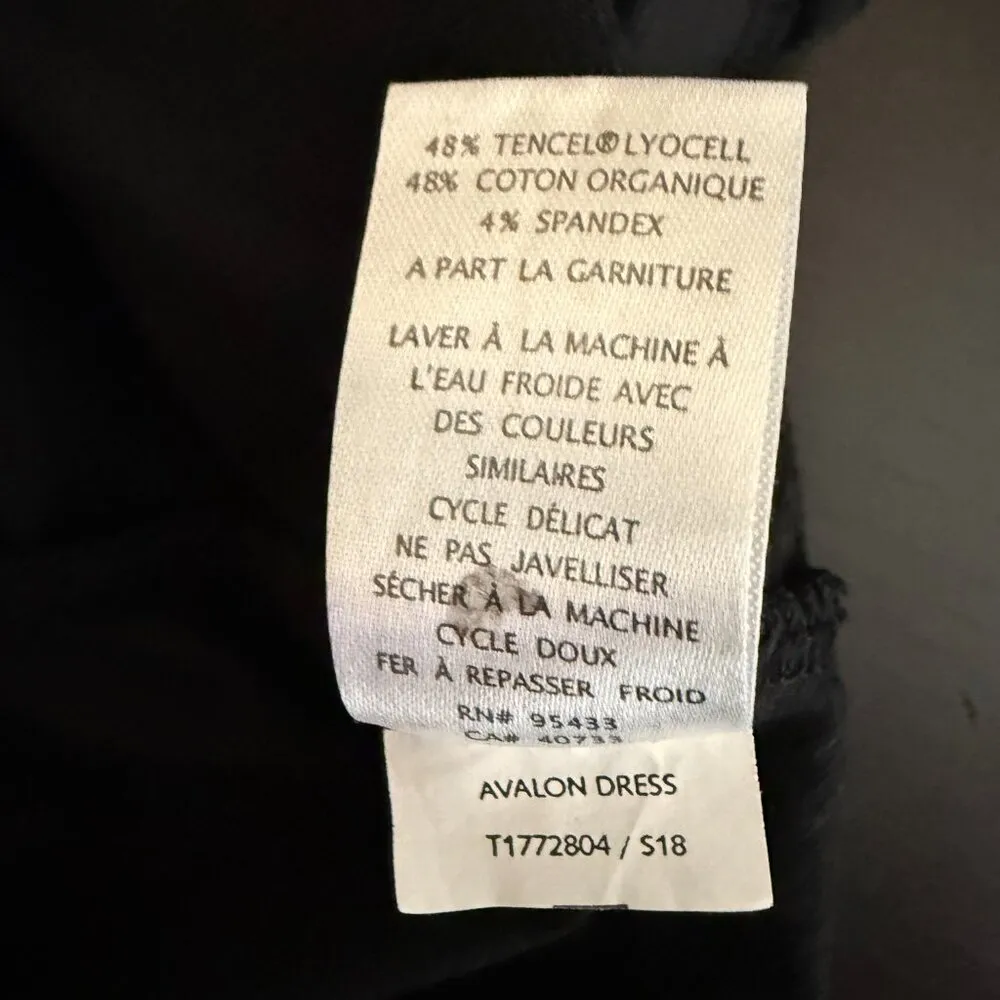 48% TENCEL® LYOCELL
48% COTON ORGANIQUE
4% SPANDEX
A PART LA GARNITURE
LAVER À LA MACHINE À
L'EAU FROIDE AVEC
DES COULEURS
SIMILAIRES
CYCLE DÉLICAT
NE PAS JAVELLISER
SÉCHER À LA MACHINE
CYCLE DOUX
FER À REPASSER FROID
RN# 95433
CA# 40733
AVALON DRESS
T1772804 / S18